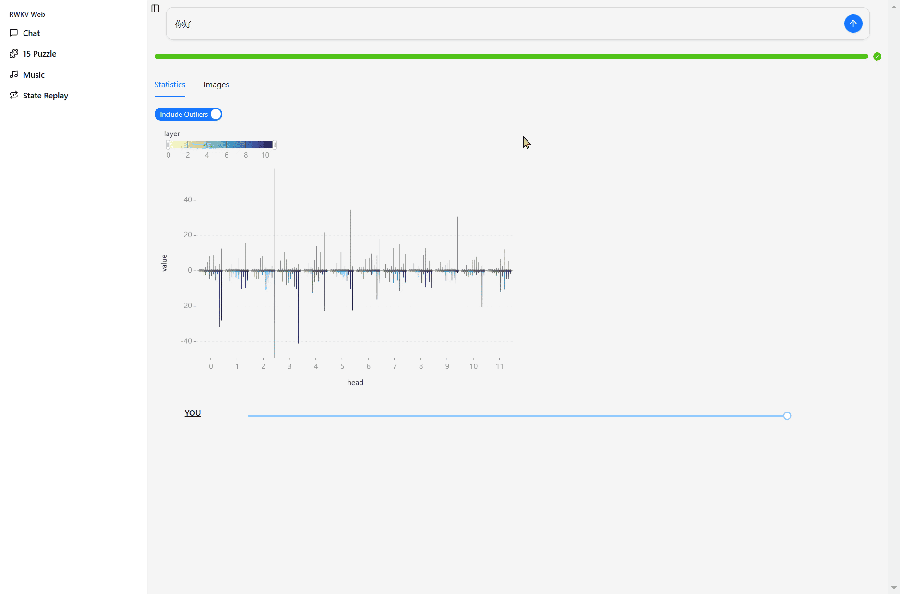 RWKV Web
Chat
15 Puzzle
Music
State Replay
你好
Statistics Images
Include Outliers
layer
0 2 4 6 8 10
40
20
0
-20
-40
value
0 1 2 3 4 5 6 7 8 9 10 11
head
YOU